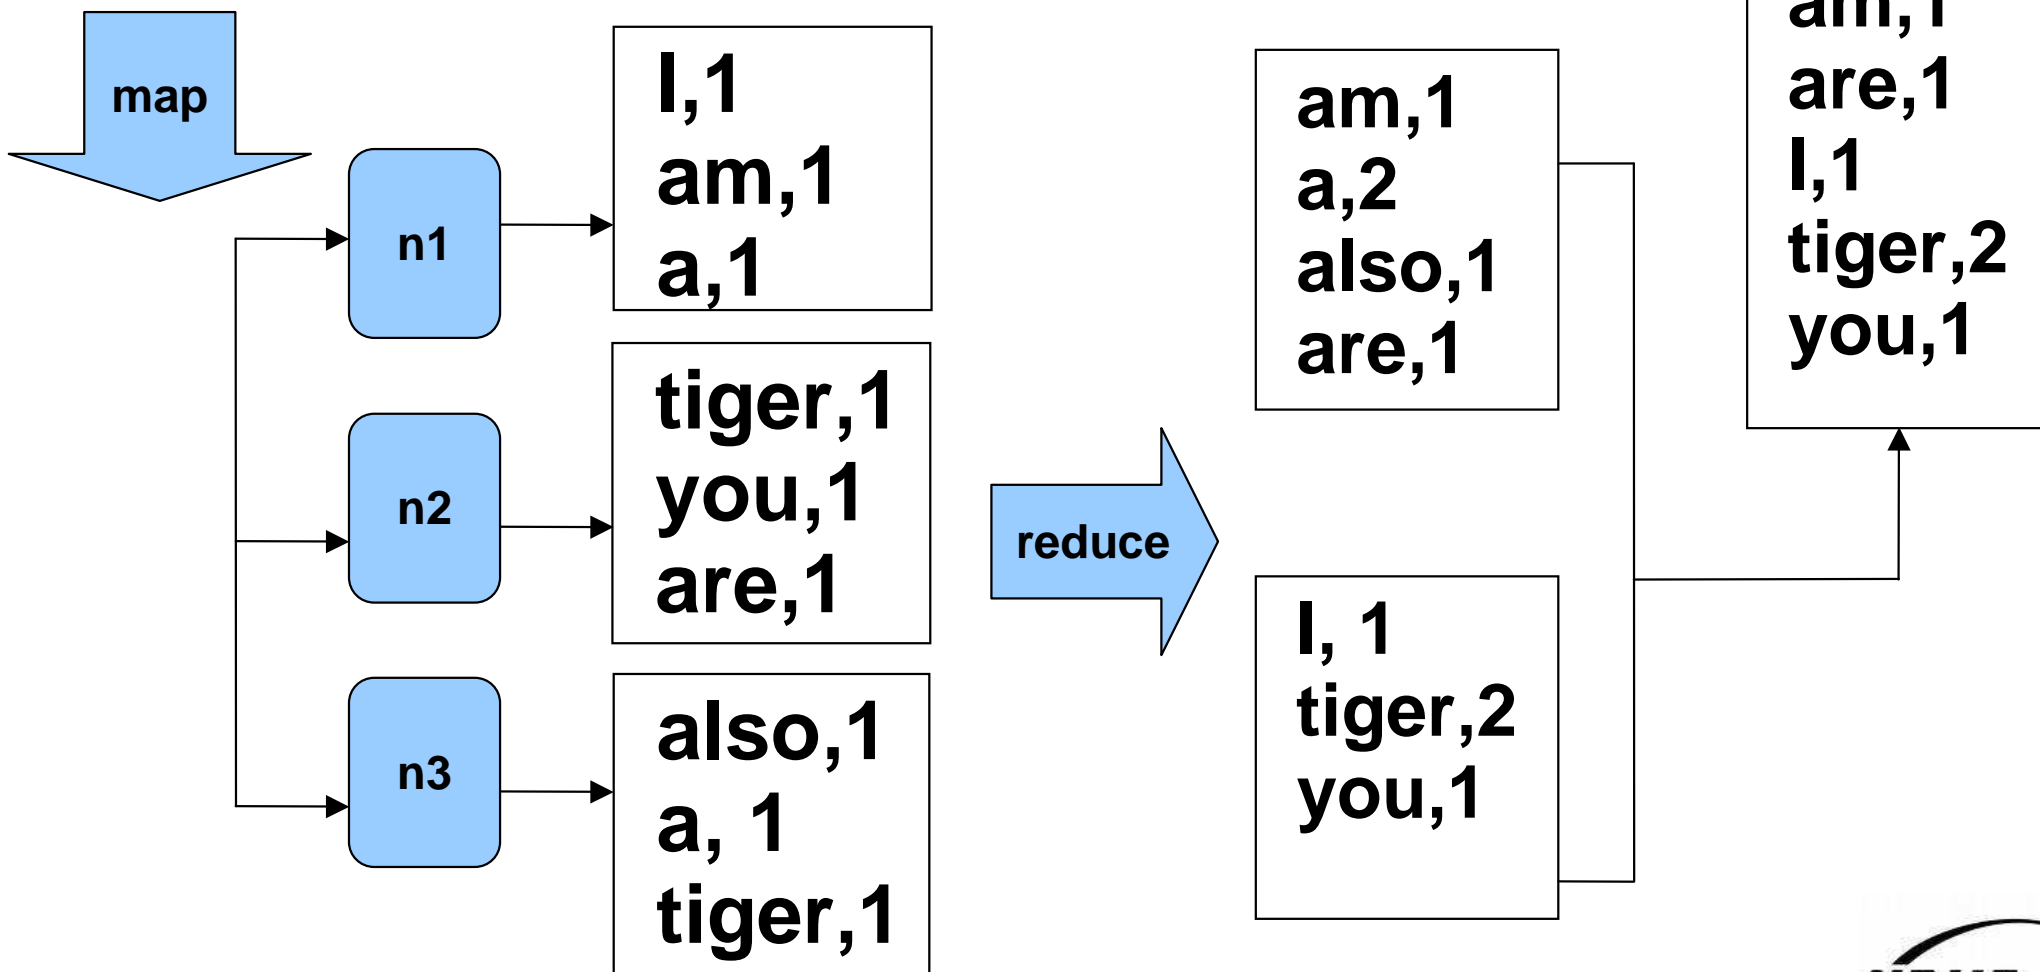 map
n1
I,1
am,1
a,1
n2
tiger,1
you,1
are,1
n3
also,1
a, 1
tiger,1
reduce
am,1
a,2
also,1
are,1
I, 1
tiger,2
you,1
am,1
are,1
I,1
tiger,2
you,1